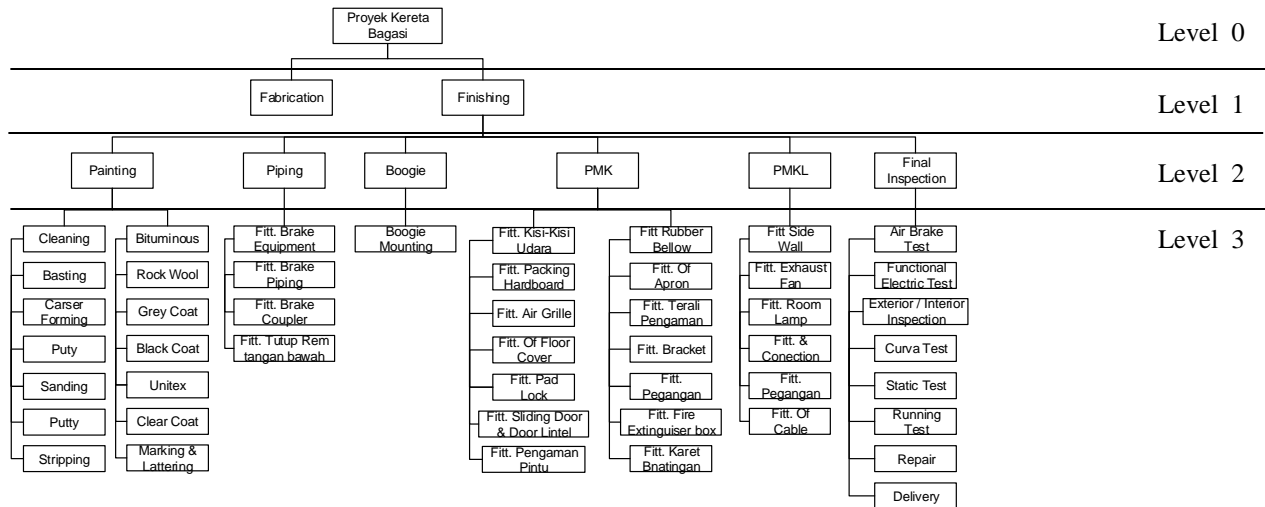 Proyek Kereta
Bagasi
Level 0
Fabrication
Finishing
Level 1
Painting
Piping
Boogie
PMK
PMKL
Final
Inspection
Level 2
Level 3
Cleaning
Basting
Carser
Forming
Puty
Sanding
Putty
Stripping
Bituminous
Rock Wool
Grey Coat
Black Coat
Unitex
Clear Coat
Marking &
Lattering
Fitt. Brake
Equipment
Fitt. Brake
Piping
Fitt. Brake
Coupler
Fitt. Tutup Rem
tangan bawah
Boogie
Mounting
Fitt. Kisi-Kisi
Udara
Fitt. Packing
Hardboard
Fitt. Air Grille
Fitt. Of Floor
Cover
Fitt. Pad
Lock
Fitt. Sliding Door
& Door Lintel
Fitt. Pengaman
Pintu
Fitt Rubber
Bellow
Fitt. Of
Apron
Fitt. Terali
Pengaman
Fitt. Bracket
Fitt.
Pegangan
Fitt. Fire
Extinguiser box
Fitt. Karet
Bnatingan
Fitt Side
Wall
Fitt. Exhaust
Fan
Fitt. Room
Lamp
Fitt. &
Conection
Fitt.
Pegangan
Fitt. Of
Cable
Air Brake
Test
Functional
Electric Test
Exterior / Interior
Inspection
Curva Test
Static Test
Running
Test
Repair
Delivery